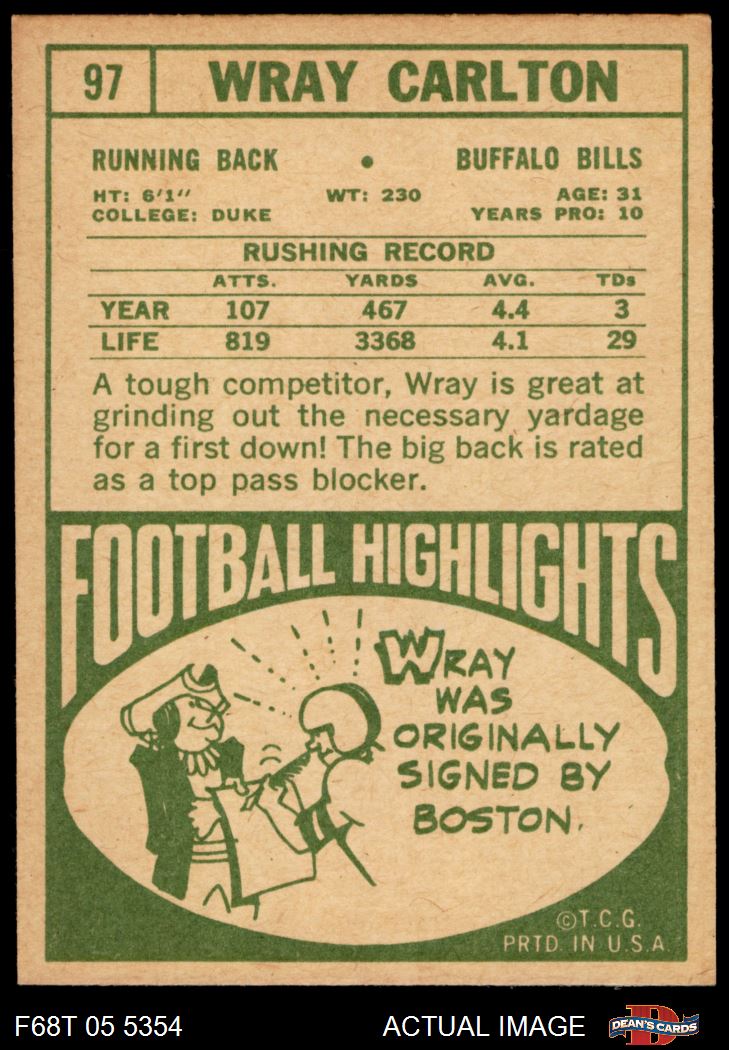 97 WRAY CARLTON
RUNNING BACK • BUFFALO BILLS
HT: 6'1" WT: 230 AGE: 31
COLLEGE: DUKE YEARS PRO: 10
RUSHING RECORD
ATTS. YARDS AVG. TDs
YEAR 107 467 4.4 3
LIFE 819 3368 4.1 29
A tough competitor, Wray is great at
grinding out the necessary yardage
for a first down! The big back is rated
as a top pass blocker.
FOOTBALL HIGHLIGHTS
WRAY
WAS
ORIGINALLY
SIGNED BY
BOSTON.
©T.C.G.
PRTD. IN U.S.A.
F68T 05 5354 ACTUAL IMAGE DEAN'S CARDS